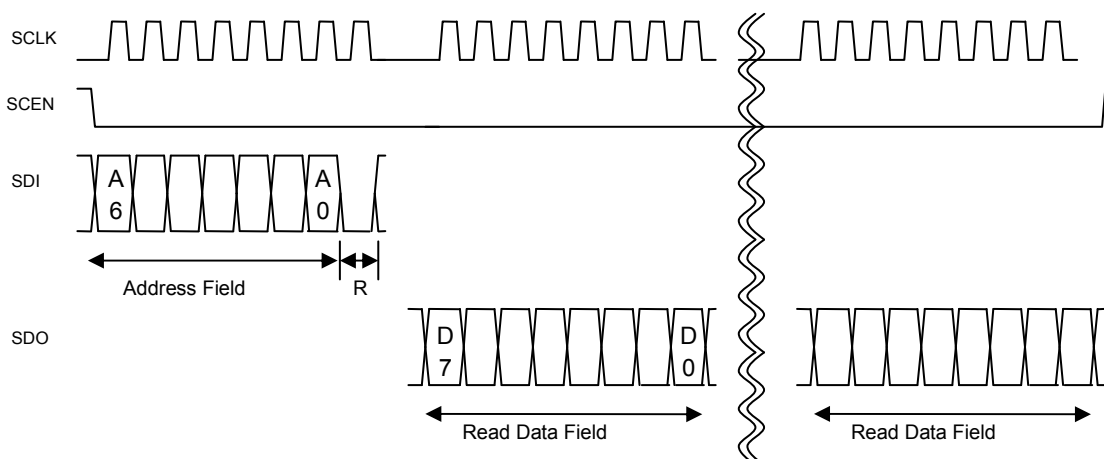 SCLK
SCEN
SDI
A
6
A
0
Address Field
R
SDO
D
7
D
0
Read Data Field
Read Data Field